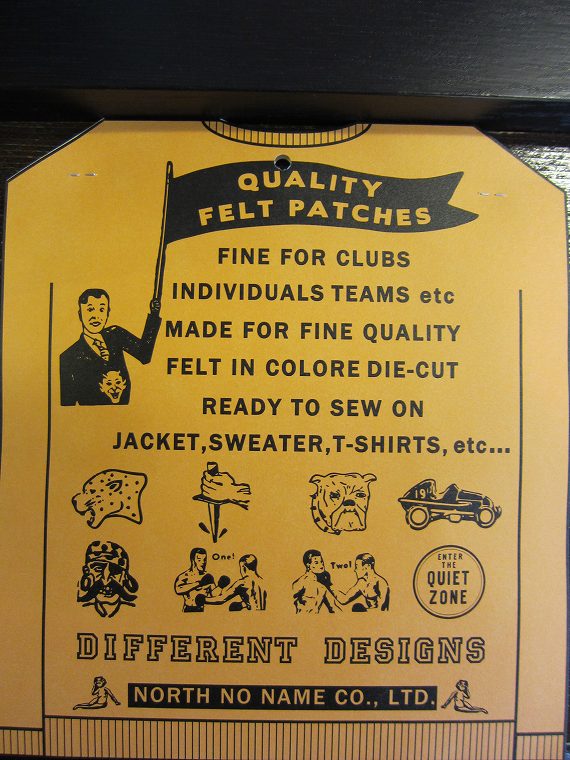 QUALITY
FELT PATCHES
FINE FOR CLUBS
INDIVIDUALS TEAMS etc
MADE FOR FINE QUALITY
FELT IN COLORE DIE-CUT
READY TO SEW ON
JACKET,SWEATER,T-SHIRTS, etc...
19
One!
Two!
ENTER
THE
QUIET
ZONE
DIFFERENT DESIGNS
NORTH NO NAME CO., LTD.